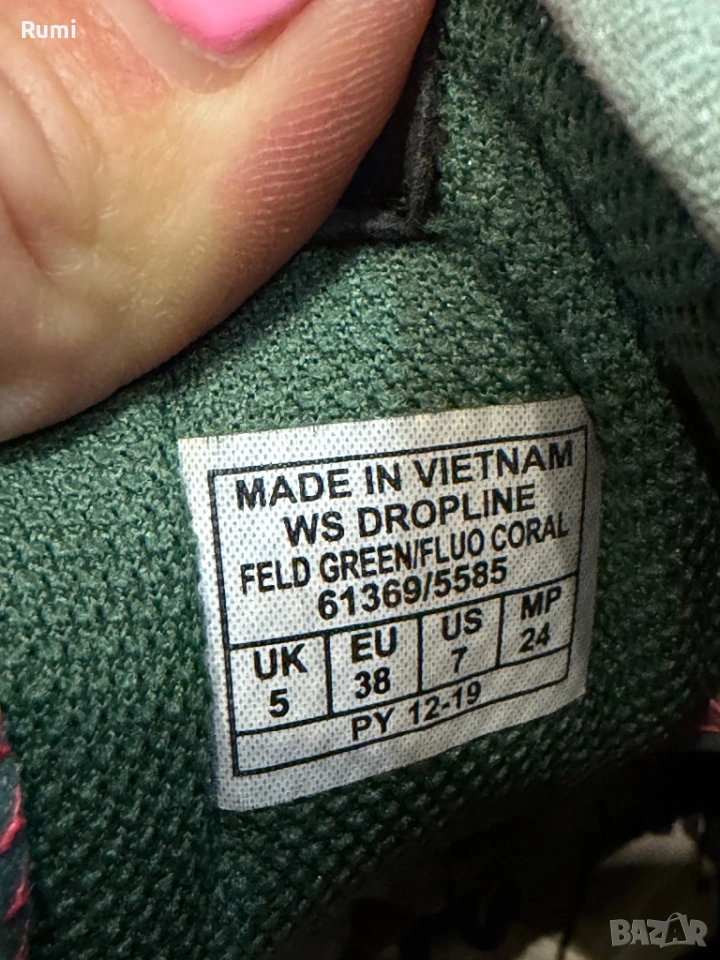 Rumi
MADE IN VIETNAM
WS DROPLINE
FELD GREEN/FLUO CORAL
61369/5585
UK EU US MP
5 38 7 24
PY 12-19
BAZAR